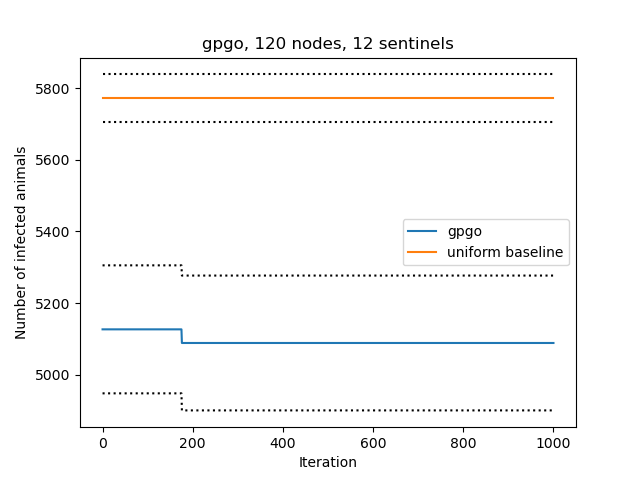 gpgo, 120 nodes, 12 sentinels
Number of infected animals
5800
5600
5400
5200
5000
gpgo
uniform baseline
0 200 400 600 800 1000
Iteration